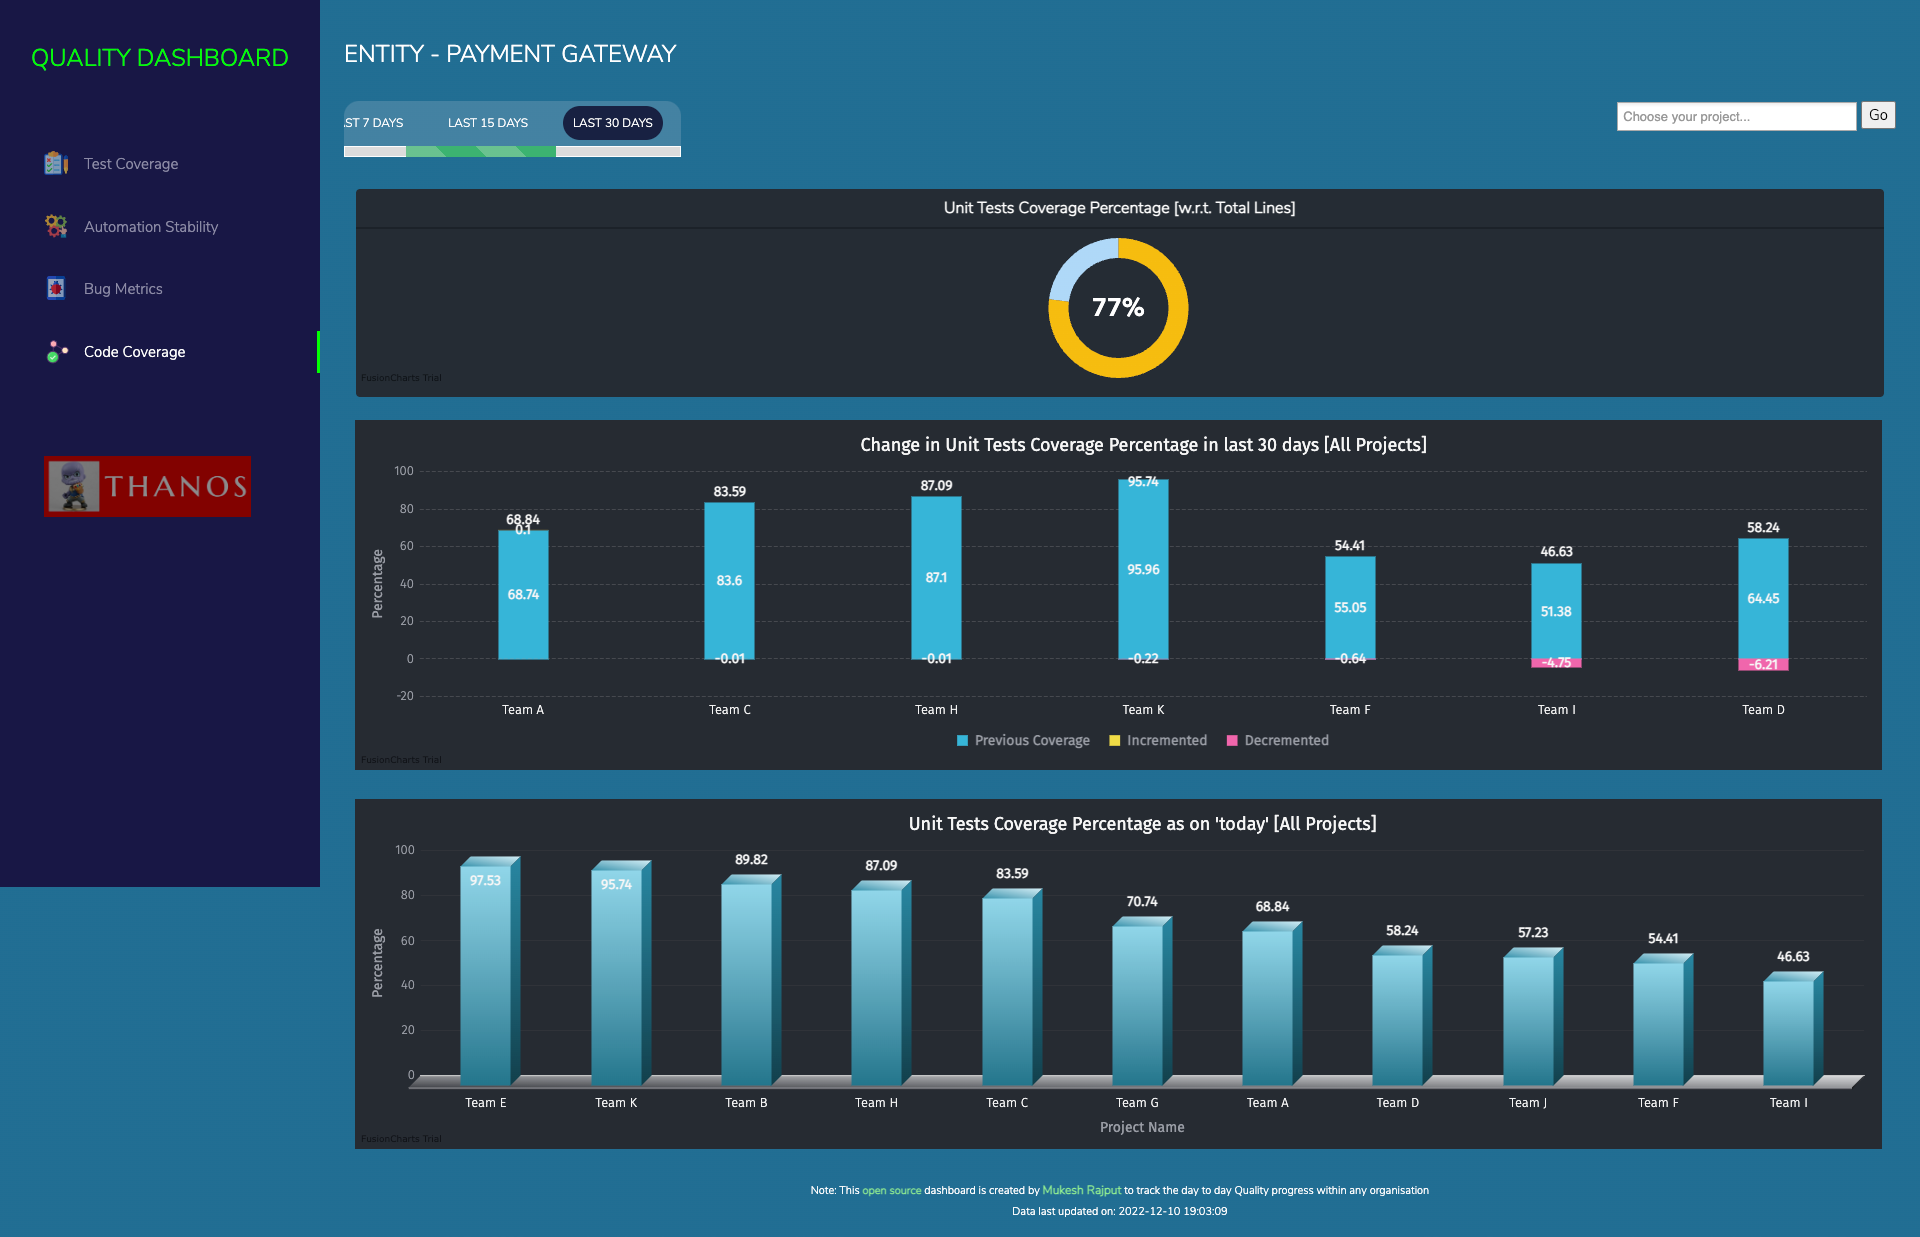 QUALITY DASHBOARD
Test Coverage
Automation Stability
Bug Metrics
Code Coverage
THANOS
ENTITY - PAYMENT GATEWAY
AST 7 DAYS LAST 15 DAYS LAST 30 DAYS
Choose your project... Go
Unit Tests Coverage Percentage [w.r.t. Total Lines]
77%
FusionCharts Trial
Change in Unit Tests Coverage Percentage in last 30 days [All Projects]
Percentage
100
80
60
40
20
0
-20
68.84 83.59 87.09 95.74 54.41 46.63 58.24
0.1
68.74 83.6 87.1 95.96 55.05 51.38 64.45
-0.01 -0.01 -0.22 -0.64 -4.75 -6.21
Team A Team C Team H Team K Team F Team I Team D
Previous Coverage Incremented Decremented
FusionCharts Trial
Unit Tests Coverage Percentage as on 'today' [All Projects]
Percentage
100
80
60
40
20
0
97.53 95.74 89.82 87.09 83.59 70.74 68.84 58.24 57.23 54.41 46.63
Team E Team K Team B Team H Team C Team G Team A Team D Team J Team F Team I
Project Name
FusionCharts Trial
Note: This open source dashboard is created by Mukesh Rajput to track the day to day Quality progress within any organisation
Data last updated on: 2022-12-10 19:03:09